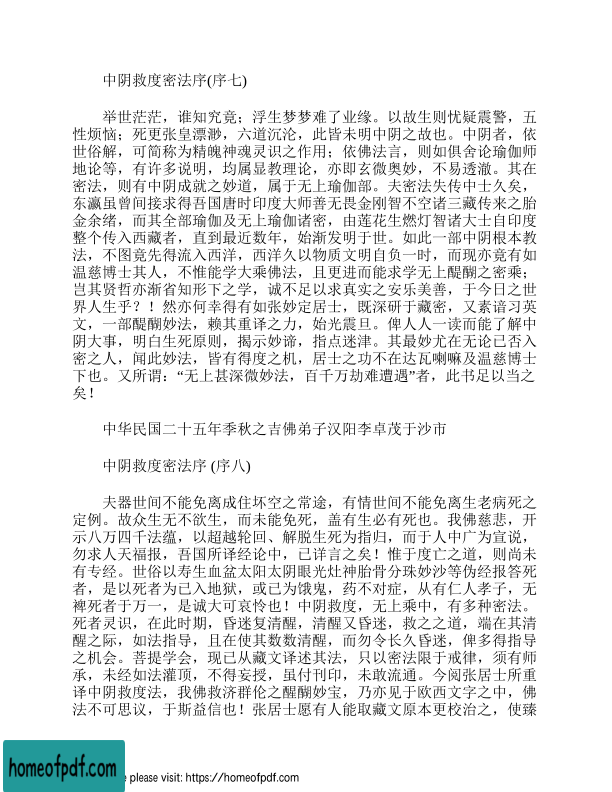 中阴救度密法序(序七)
举世茫茫，谁知究竟；浮生梦梦难了业缘。以故生则忧疑震警，五
性烦恼；死更张皇漂渺，六道沉沦，此皆未明中阴之故也。中阴者，依
世俗解，可简称为精魄神魂灵识之作用；依佛法言，则如俱舍论瑜伽师
地论等，有许多说明，均属显教理论，亦即玄微奥妙，不易透澈。其在
密法，则有中阴成就之妙道，属于无上瑜伽部。夫密法失传中士久矣，
东瀛虽曾间接求得吾国唐时印度大师善无畏金刚智不空诸三藏传来之胎
金余绪，而其全部瑜伽及无上瑜伽诸密，由莲花生燃灯智诸大士自印度
整个传入西藏者，直到最近数年，始渐发明于世。如此一部中阴根本教
法，不图竟先得流入西洋，西洋久以物质文明自负一时，而现亦竟有如
温慈博士其人，不惟能学大乘佛法，且更进而能求学无上醍醐之密乘；
岂其贤哲亦渐省知形下之学，诚不足以求真实之安乐美善，于今日之世
界人生乎？！然亦何幸得有如张妙定居士，既深研于藏密，又素谙习英
文，一部醍醐妙法，赖其重译之力，始光震旦。俾人人一读而能了解中
阴大事，明白生死原则，揭示妙谛，指点迷津。其最妙尤在无论已否入
密之人，闻此妙法，皆有得度之机，居士之功不在达瓦喇嘛及温慈博士
下也。又所谓：“无上甚深微妙法，百千万劫难遭遇”者，此书足以当之
矣！
中华民国二十五年季秋之吉佛弟子汉阳李卓茂于沙市
中阴救度密法序 (序八)
夫器世间不能免离成住坏空之常途，有情世间不能免离生老病死之
定例。故众生无不欲生，而未能免死，盖有生必有死也。我佛慈悲，开
示八万四千法蕴，以超越轮回、解脱生死为指归，而于人中广为宣说，
勿求人天福报，吾国所译经论中，已详言之矣！惟于度亡之道，则尚未
有专经。世俗以寿生血盆太阳太阴眼光灶神胎骨分珠妙沙等伪经报答死
者，是以死者为已入地狱，或已为饿鬼，药不对症，从有仁人孝子，无
裨死者于万一，是诚大可哀怜也！中阴救度，无上乘中，有多种密法。
死者灵识，在此时期，昏迷复清醒，清醒又昏迷，救之之道，端在其清
醒之际，如法指导，且在使其数数清醒，而勿令长久昏迷，俾多得指导
之机会。菩提学会，现已从藏文译述其法，只以密法限于戒律，须有师
承，未经如法灌顶，不得妄授，虽付刊印，未敢流通。今阅张居士所重
译中阴救度法，我佛救济群伦之醒醐妙宝，乃亦见于欧西文字之中，佛
法不可思议，于斯益信也！张居士愿有人能取藏文原本更校治之，使臻
homeofpdf.com
e please visit: https://homeofpdf.com